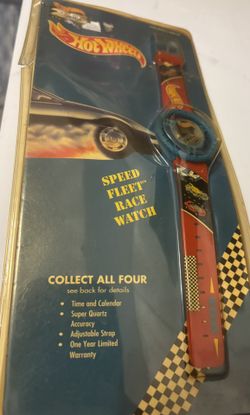 HOT WHEELS
SPEED
FLEET™
RACE
WATCH
COLLECT ALL FOUR
see back for details
• Time and Calendar
• Super Quartz
Accuracy
• Adjustable Strap
• One Year Limited
Warranty